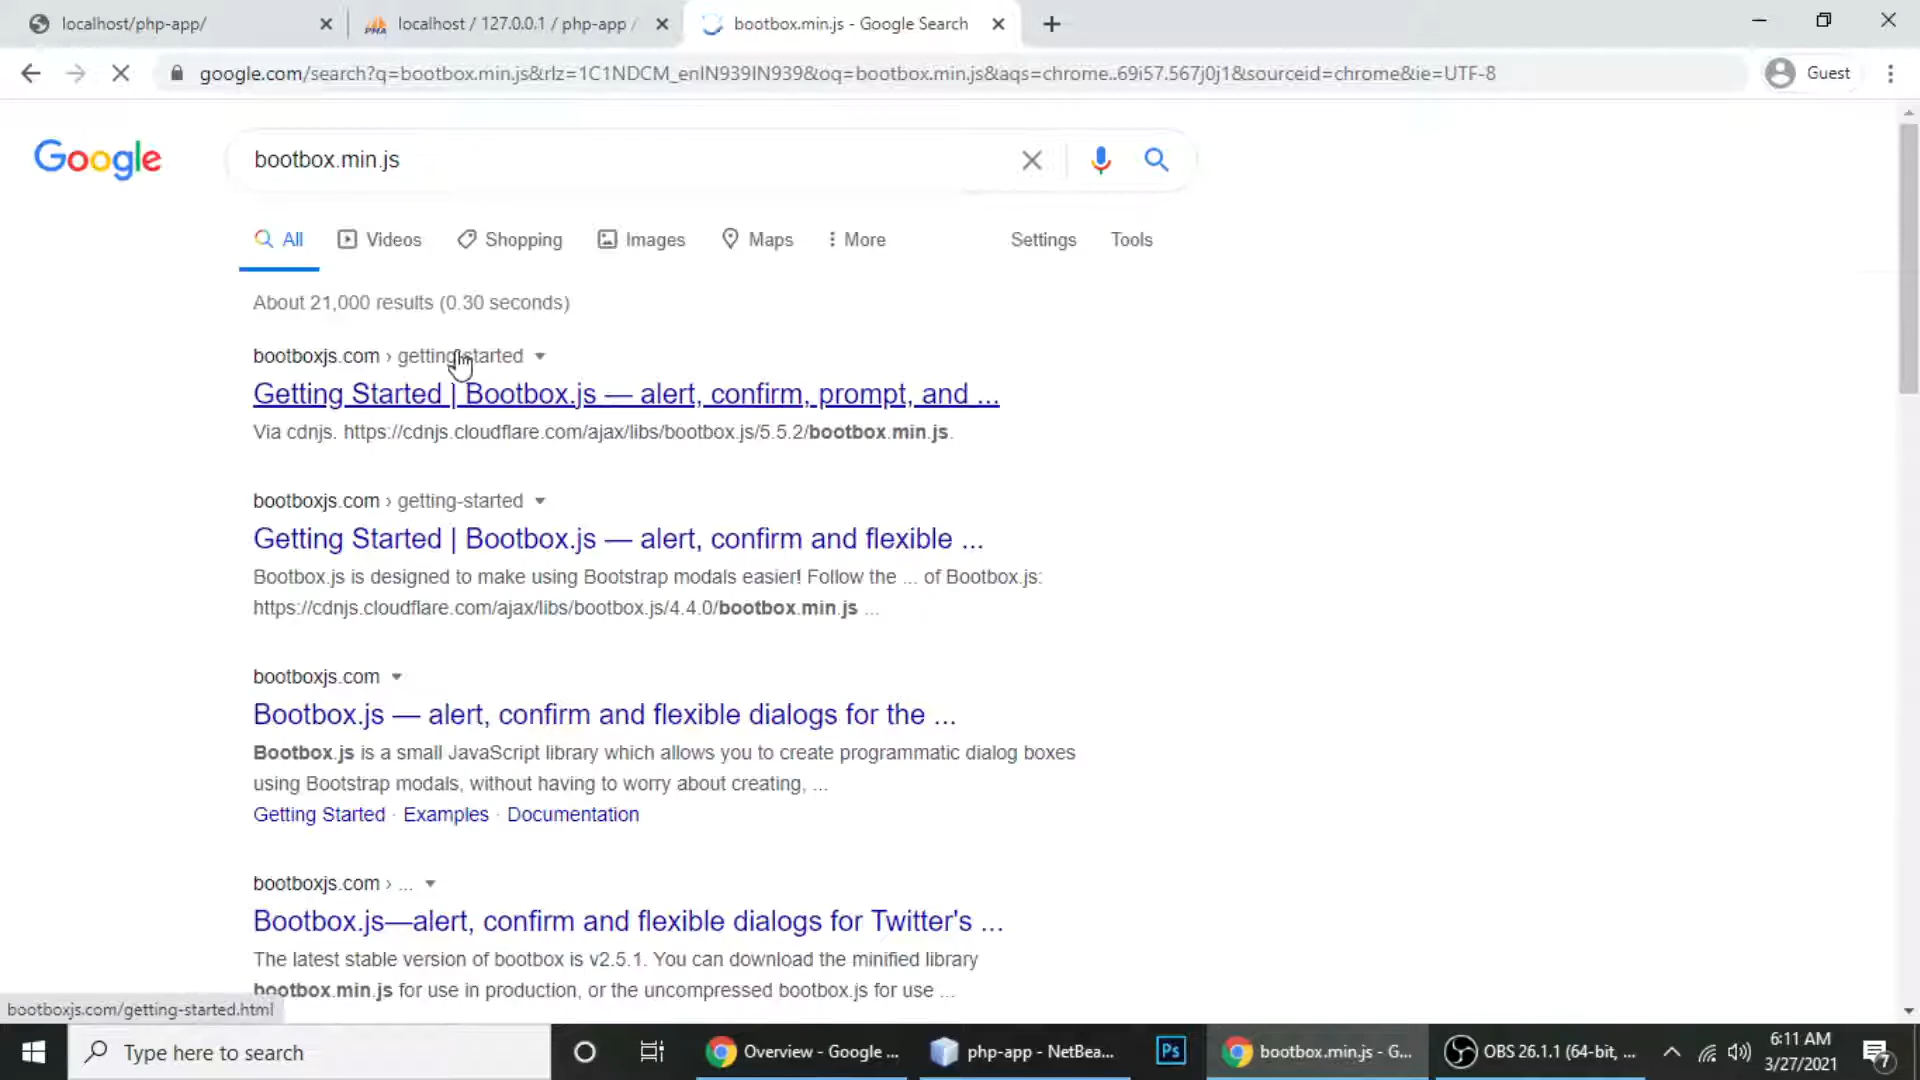 localhost/php-app/
PMA localhost / 127.0.0.1 / php-app /
bootbox.min.js - Google Search
google.com/search?q=bootbox.min.js&rlz=1C1NDCM_enIN939IN939&oq=bootbox.min.js&aqs=chrome..69i57.567j0j1&sourceid=chrome&ie=UTF-8
Guest
Google
bootbox.min.js
All Videos Shopping Images Maps More Settings Tools
About 21,000 results (0.30 seconds)
bootboxjs.com › getting-started
Getting Started | Bootbox.js — alert, confirm, prompt, and ...
Via cdnjs. https://cdnjs.cloudflare.com/ajax/libs/bootbox.js/5.5.2/bootbox.min.js.
bootboxjs.com › getting-started
Getting Started | Bootbox.js — alert, confirm and flexible ...
Bootbox.js is designed to make using Bootstrap modals easier! Follow the ... of Bootbox.js:
https://cdnjs.cloudflare.com/ajax/libs/bootbox.js/4.4.0/bootbox.min.js ...
bootboxjs.com
Bootbox.js — alert, confirm and flexible dialogs for the ...
Bootbox.js is a small JavaScript library which allows you to create programmatic dialog boxes
using Bootstrap modals, without having to worry about creating, ...
Getting Started · Examples · Documentation
bootboxjs.com › ...
Bootbox.js—alert, confirm and flexible dialogs for Twitter's ...
The latest stable version of bootbox is v2.5.1. You can download the minified library
bootbox.min.js for use in production, or the uncompressed bootbox.js for use ...
bootboxjs.com/getting-started.html
Type here to search
Overview - Google ...
php-app - NetBea...
Ps
bootbox.min.js - G...
OBS 26.1.1 (64-bit, ...
6:11 AM
3/27/2021
7